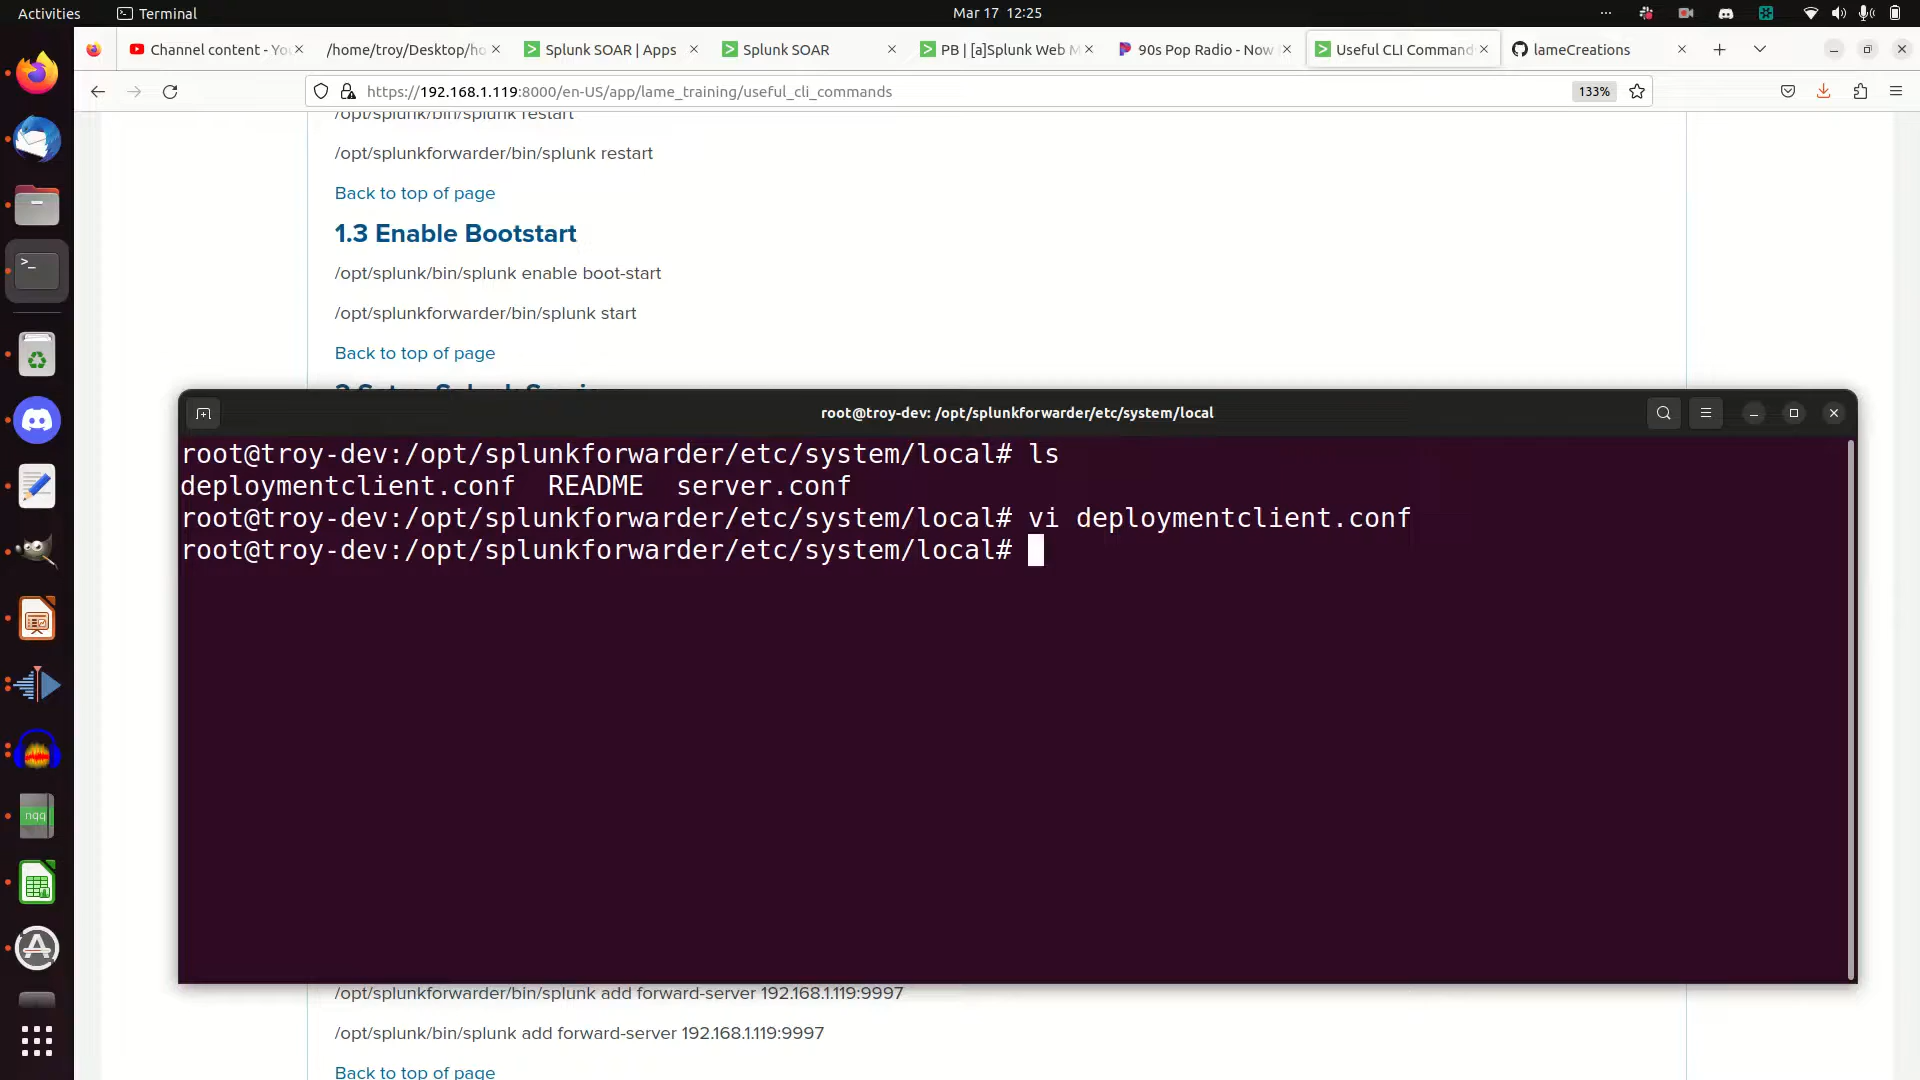 Activities
Terminal
Mar 17 12:25
Channel content - Yo
/home/troy/Desktop/ho
Splunk SOAR | Apps
Splunk SOAR
PB | [a]Splunk Web M
90s Pop Radio - Now
Useful CLI Command
lameCreations
https://192.168.1.119:8000/en-US/app/lame_training/useful_cli_commands
133%
/opt/splunk/bin/splunk restart
/opt/splunkforwarder/bin/splunk restart
Back to top of page
1.3 Enable Bootstart
/opt/splunk/bin/splunk enable boot-start
/opt/splunkforwarder/bin/splunk start
Back to top of page
root@troy-dev: /opt/splunkforwarder/etc/system/local
root@troy-dev:/opt/splunkforwarder/etc/system/local# ls
deploymentclient.conf README server.conf
root@troy-dev:/opt/splunkforwarder/etc/system/local# vi deploymentclient.conf
root@troy-dev:/opt/splunkforwarder/etc/system/local#
nqq
/opt/splunkforwarder/bin/splunk add forward-server 192.168.1.119:9997
/opt/splunk/bin/splunk add forward-server 192.168.1.119:9997
Back to top of page